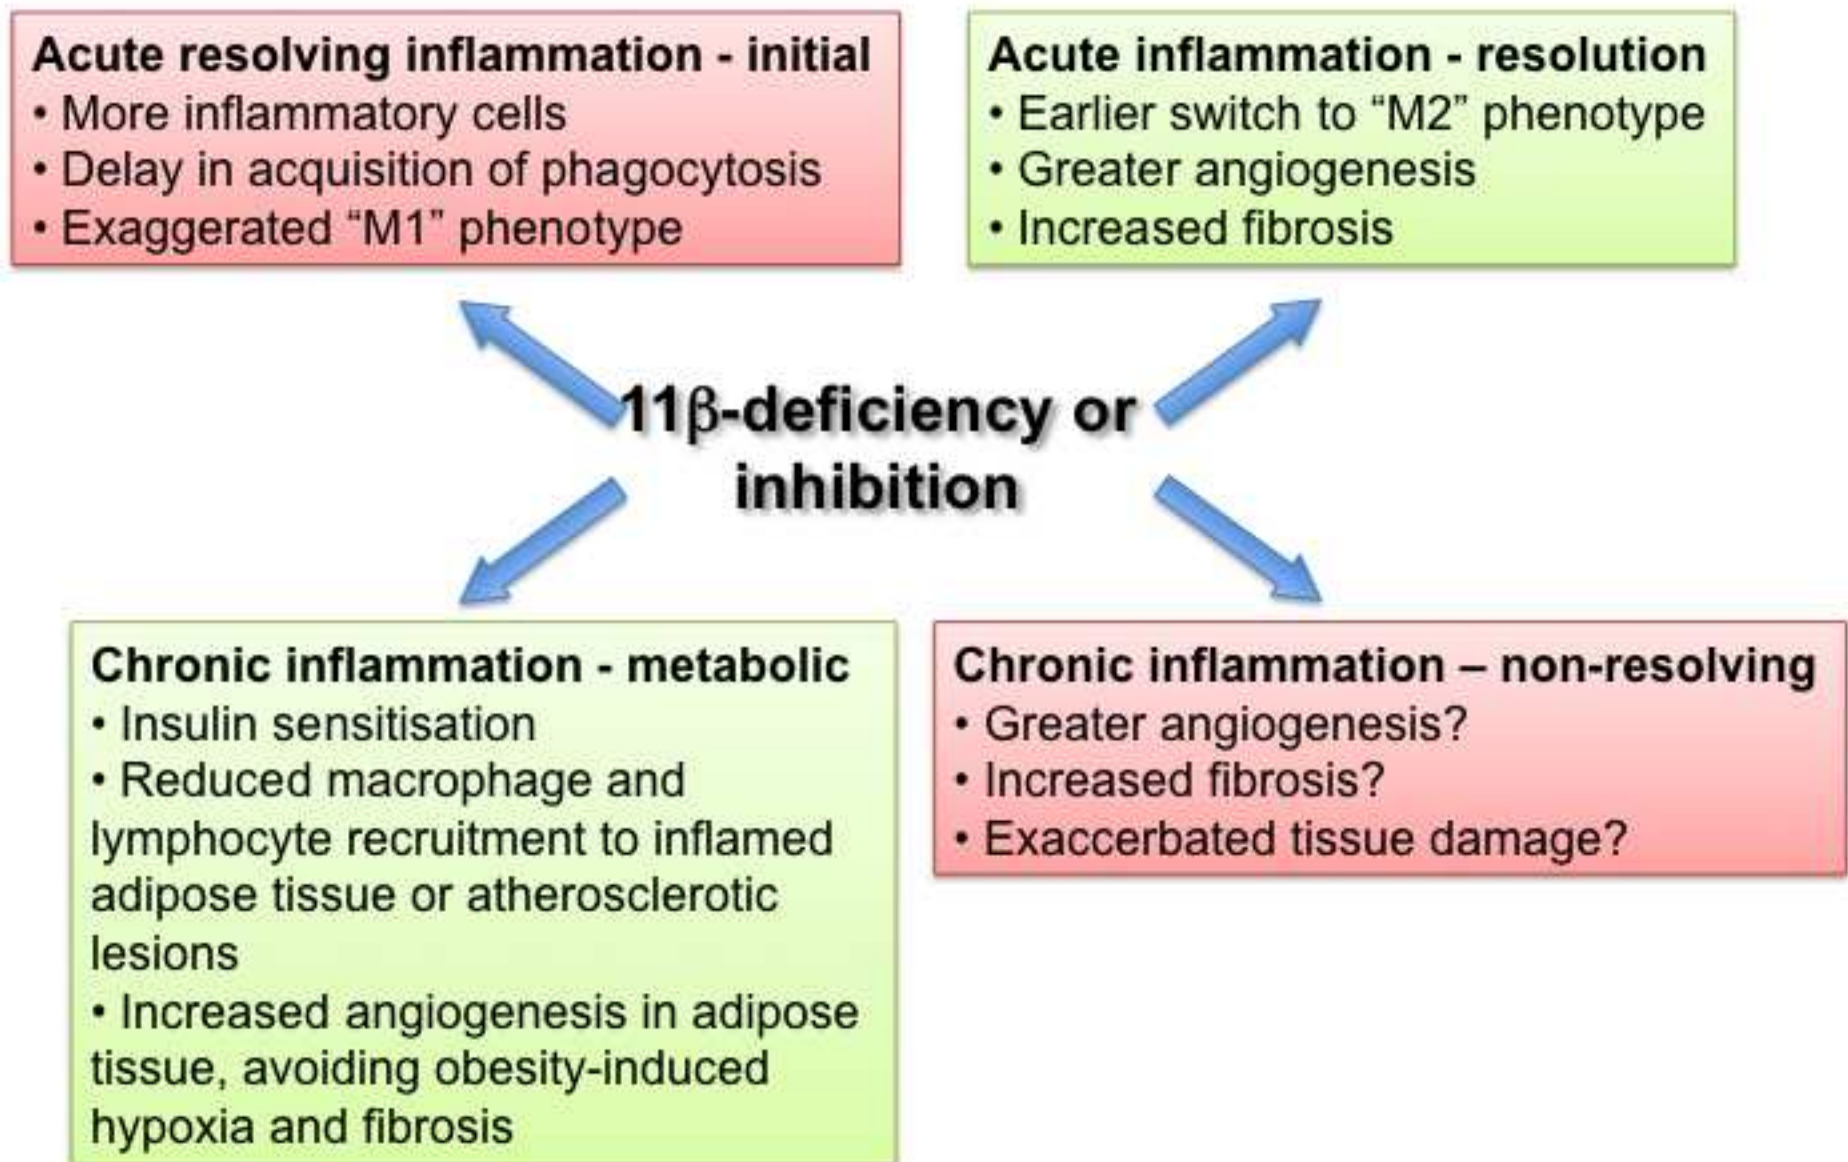 Acute resolving inflammation - initial
• More inflammatory cells
• Delay in acquisition of phagocytosis
• Exaggerated “M1” phenotype
Acute inflammation - resolution
• Earlier switch to “M2” phenotype
• Greater angiogenesis
• Increased fibrosis
11β-deficiency or
inhibition
Chronic inflammation - metabolic
• Insulin sensitisation
• Reduced macrophage and
lymphocyte recruitment to inflamed
adipose tissue or atherosclerotic
lesions
• Increased angiogenesis in adipose
tissue, avoiding obesity-induced
hypoxia and fibrosis
Chronic inflammation – non-resolving
• Greater angiogenesis?
• Increased fibrosis?
• Exaccerbated tissue damage?